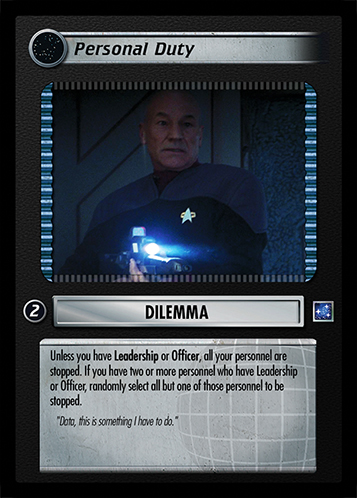 Personal Duty
2
DILEMMA
Unless you have Leadership or Officer, all your personnel are
stopped. If you have two or more personnel who have Leadership
or Officer, randomly select all but one of those personnel to be
stopped.
"Data, this is something I have to do."